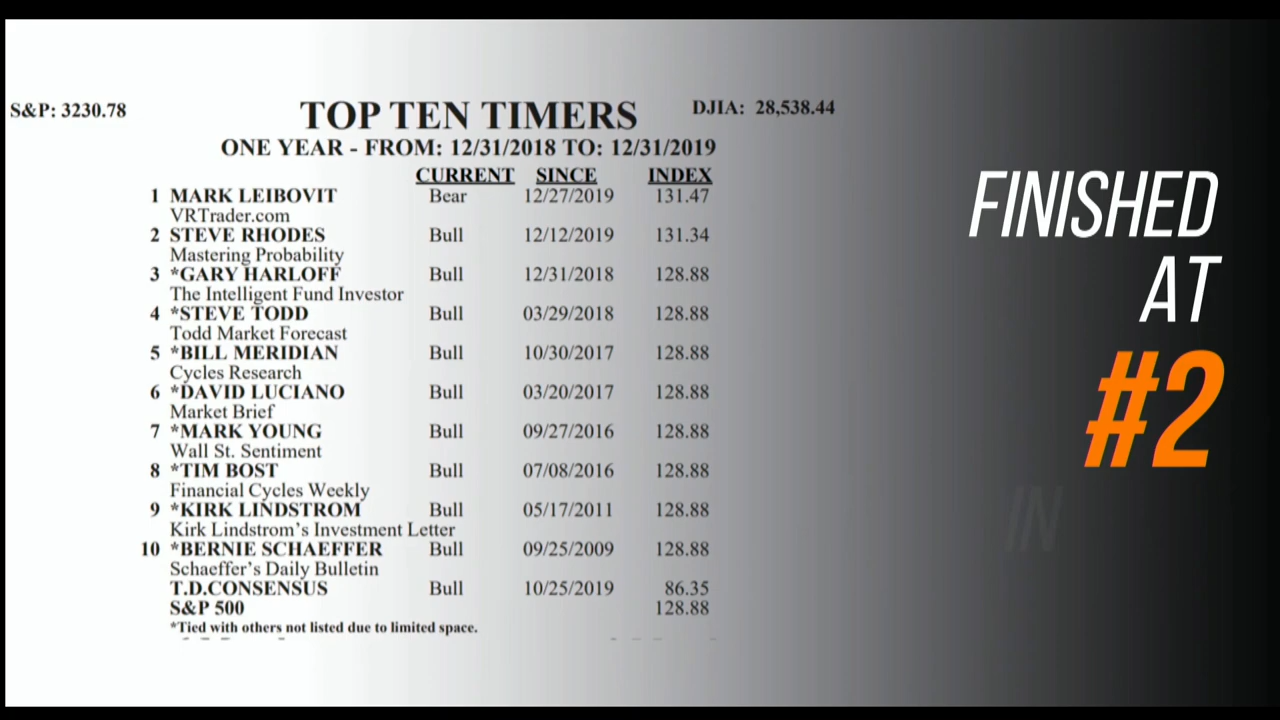 S&P: 3230.78
TOP TEN TIMERS
DJIA: 28,538.44
ONE YEAR - FROM: 12/31/2018 TO: 12/31/2019
CURRENT SINCE INDEX
1 MARK LEIBOVIT Bear 12/27/2019 131.47
VRTrader.com
2 STEVE RHODES Bull 12/12/2019 131.34
Mastering Probability
3 *GARY HARLOFF Bull 12/31/2018 128.88
The Intelligent Fund Investor
4 *STEVE TODD Bull 03/29/2018 128.88
Todd Market Forecast
5 *BILL MERIDIAN Bull 10/30/2017 128.88
Cycles Research
6 *DAVID LUCIANO Bull 03/20/2017 128.88
Market Brief
7 *MARK YOUNG Bull 09/27/2016 128.88
Wall St. Sentiment
8 *TIM BOST Bull 07/08/2016 128.88
Financial Cycles Weekly
9 *KIRK LINDSTROM Bull 05/17/2011 128.88
Kirk Lindstrom's Investment Letter
10 *BERNIE SCHAEFFER Bull 09/25/2009 128.88
Schaeffer's Daily Bulletin
T.D.CONSENSUS Bull 10/25/2019 86.35
S&P 500 128.88
*Tied with others not listed due to limited space.
FINISHED
AT
#2
IN